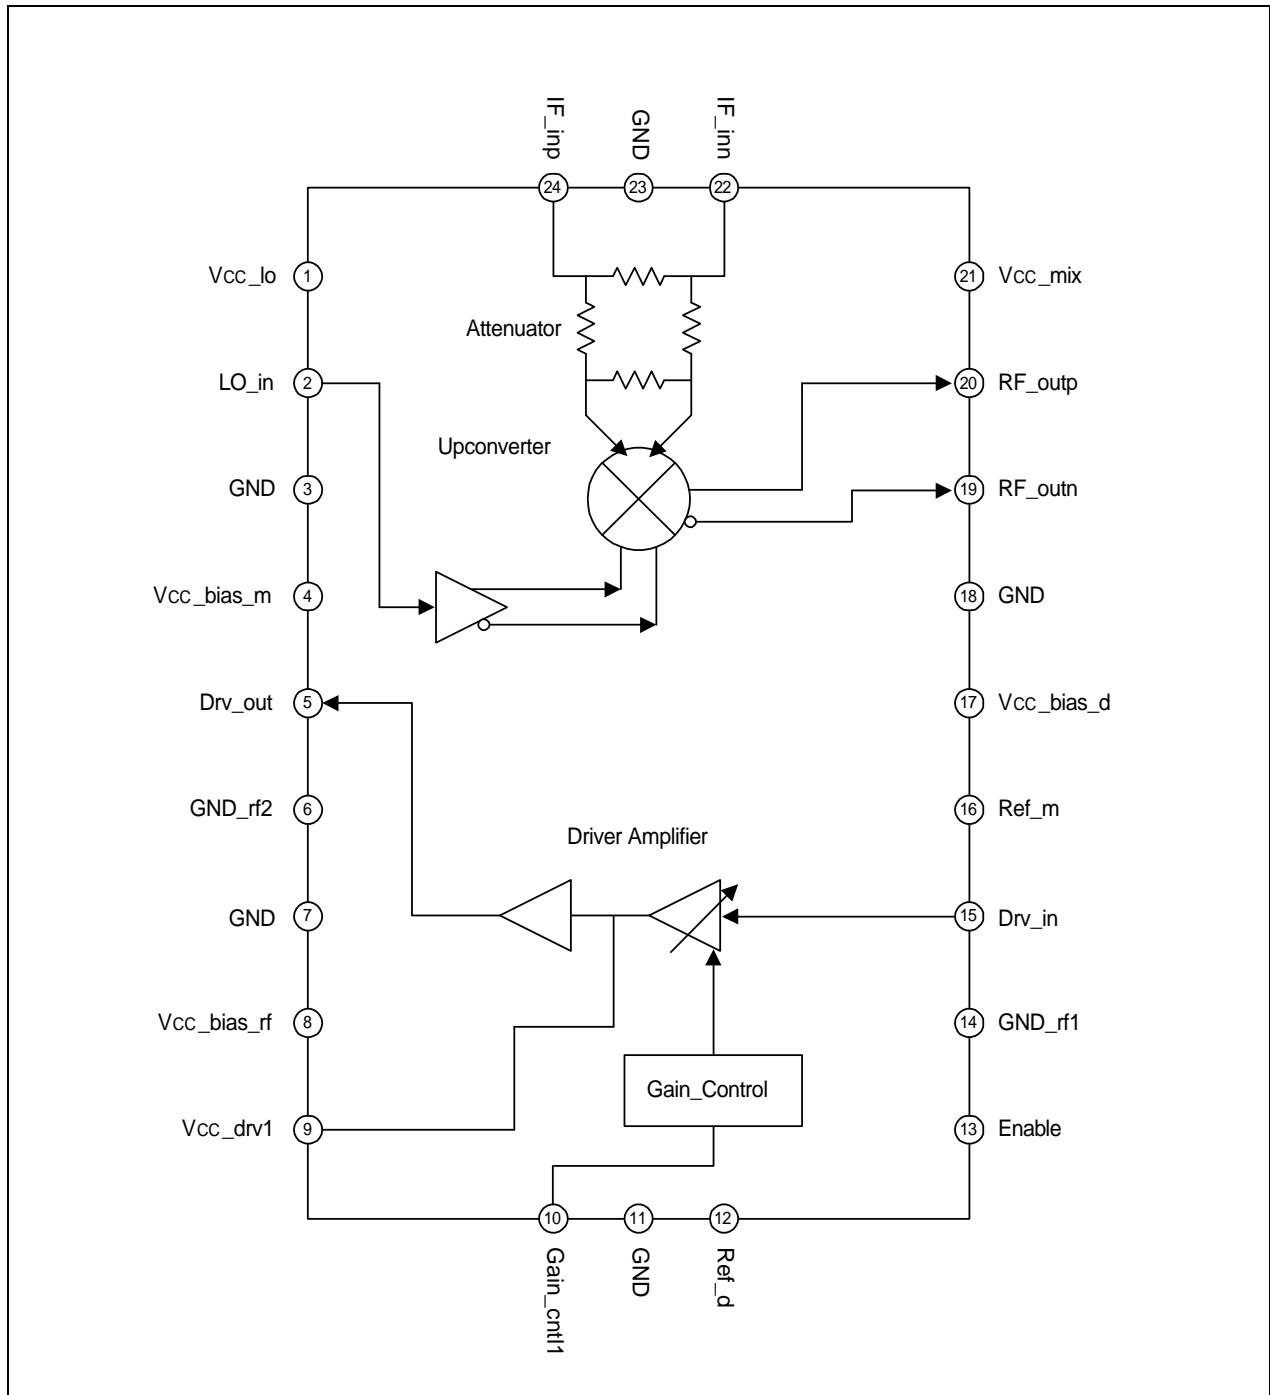 IF_inp
GND
IF_inn
24
23
22
Vcc_lo
1
21
Vcc_mix
Attenuator
LO_in
2
20
RF_outp
Upconverter
GND
3
19
RF_outn
Vcc_bias_m
4
18
GND
Drv_out
5
17
Vcc_bias_d
GND_rf2
6
16
Ref_m
Driver Amplifier
GND
7
15
Drv_in
Vcc_bias_rf
8
14
GND_rf1
Gain_Control
Vcc_drv1
9
13
Enable
10
11
12
Gain_cntl1
GND
Ref_d